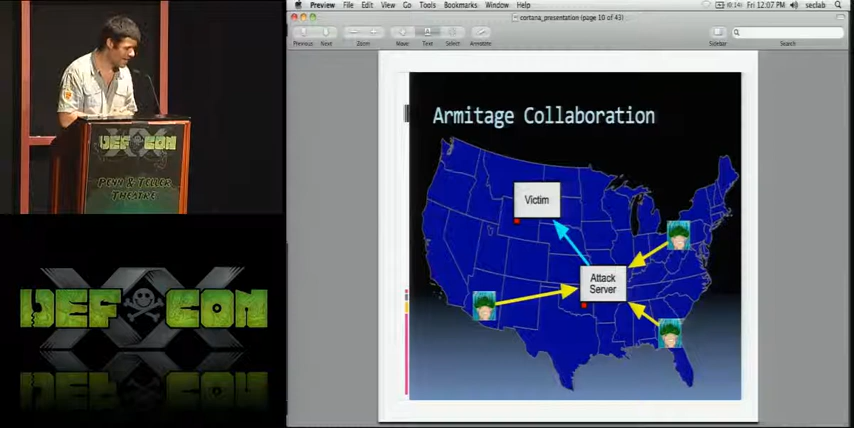 Preview File Edit View Go Tools Bookmarks Window Help
Fri 12:07 PM seclab
cortana_presentation (page 10 of 43)
Previous Next Zoom Move Text Select Annotate Sidebar Search
DEF CON
PENN & TELLER
THEATRE
XX
DEF CON
Armitage Collaboration
Victim
Attack
Server